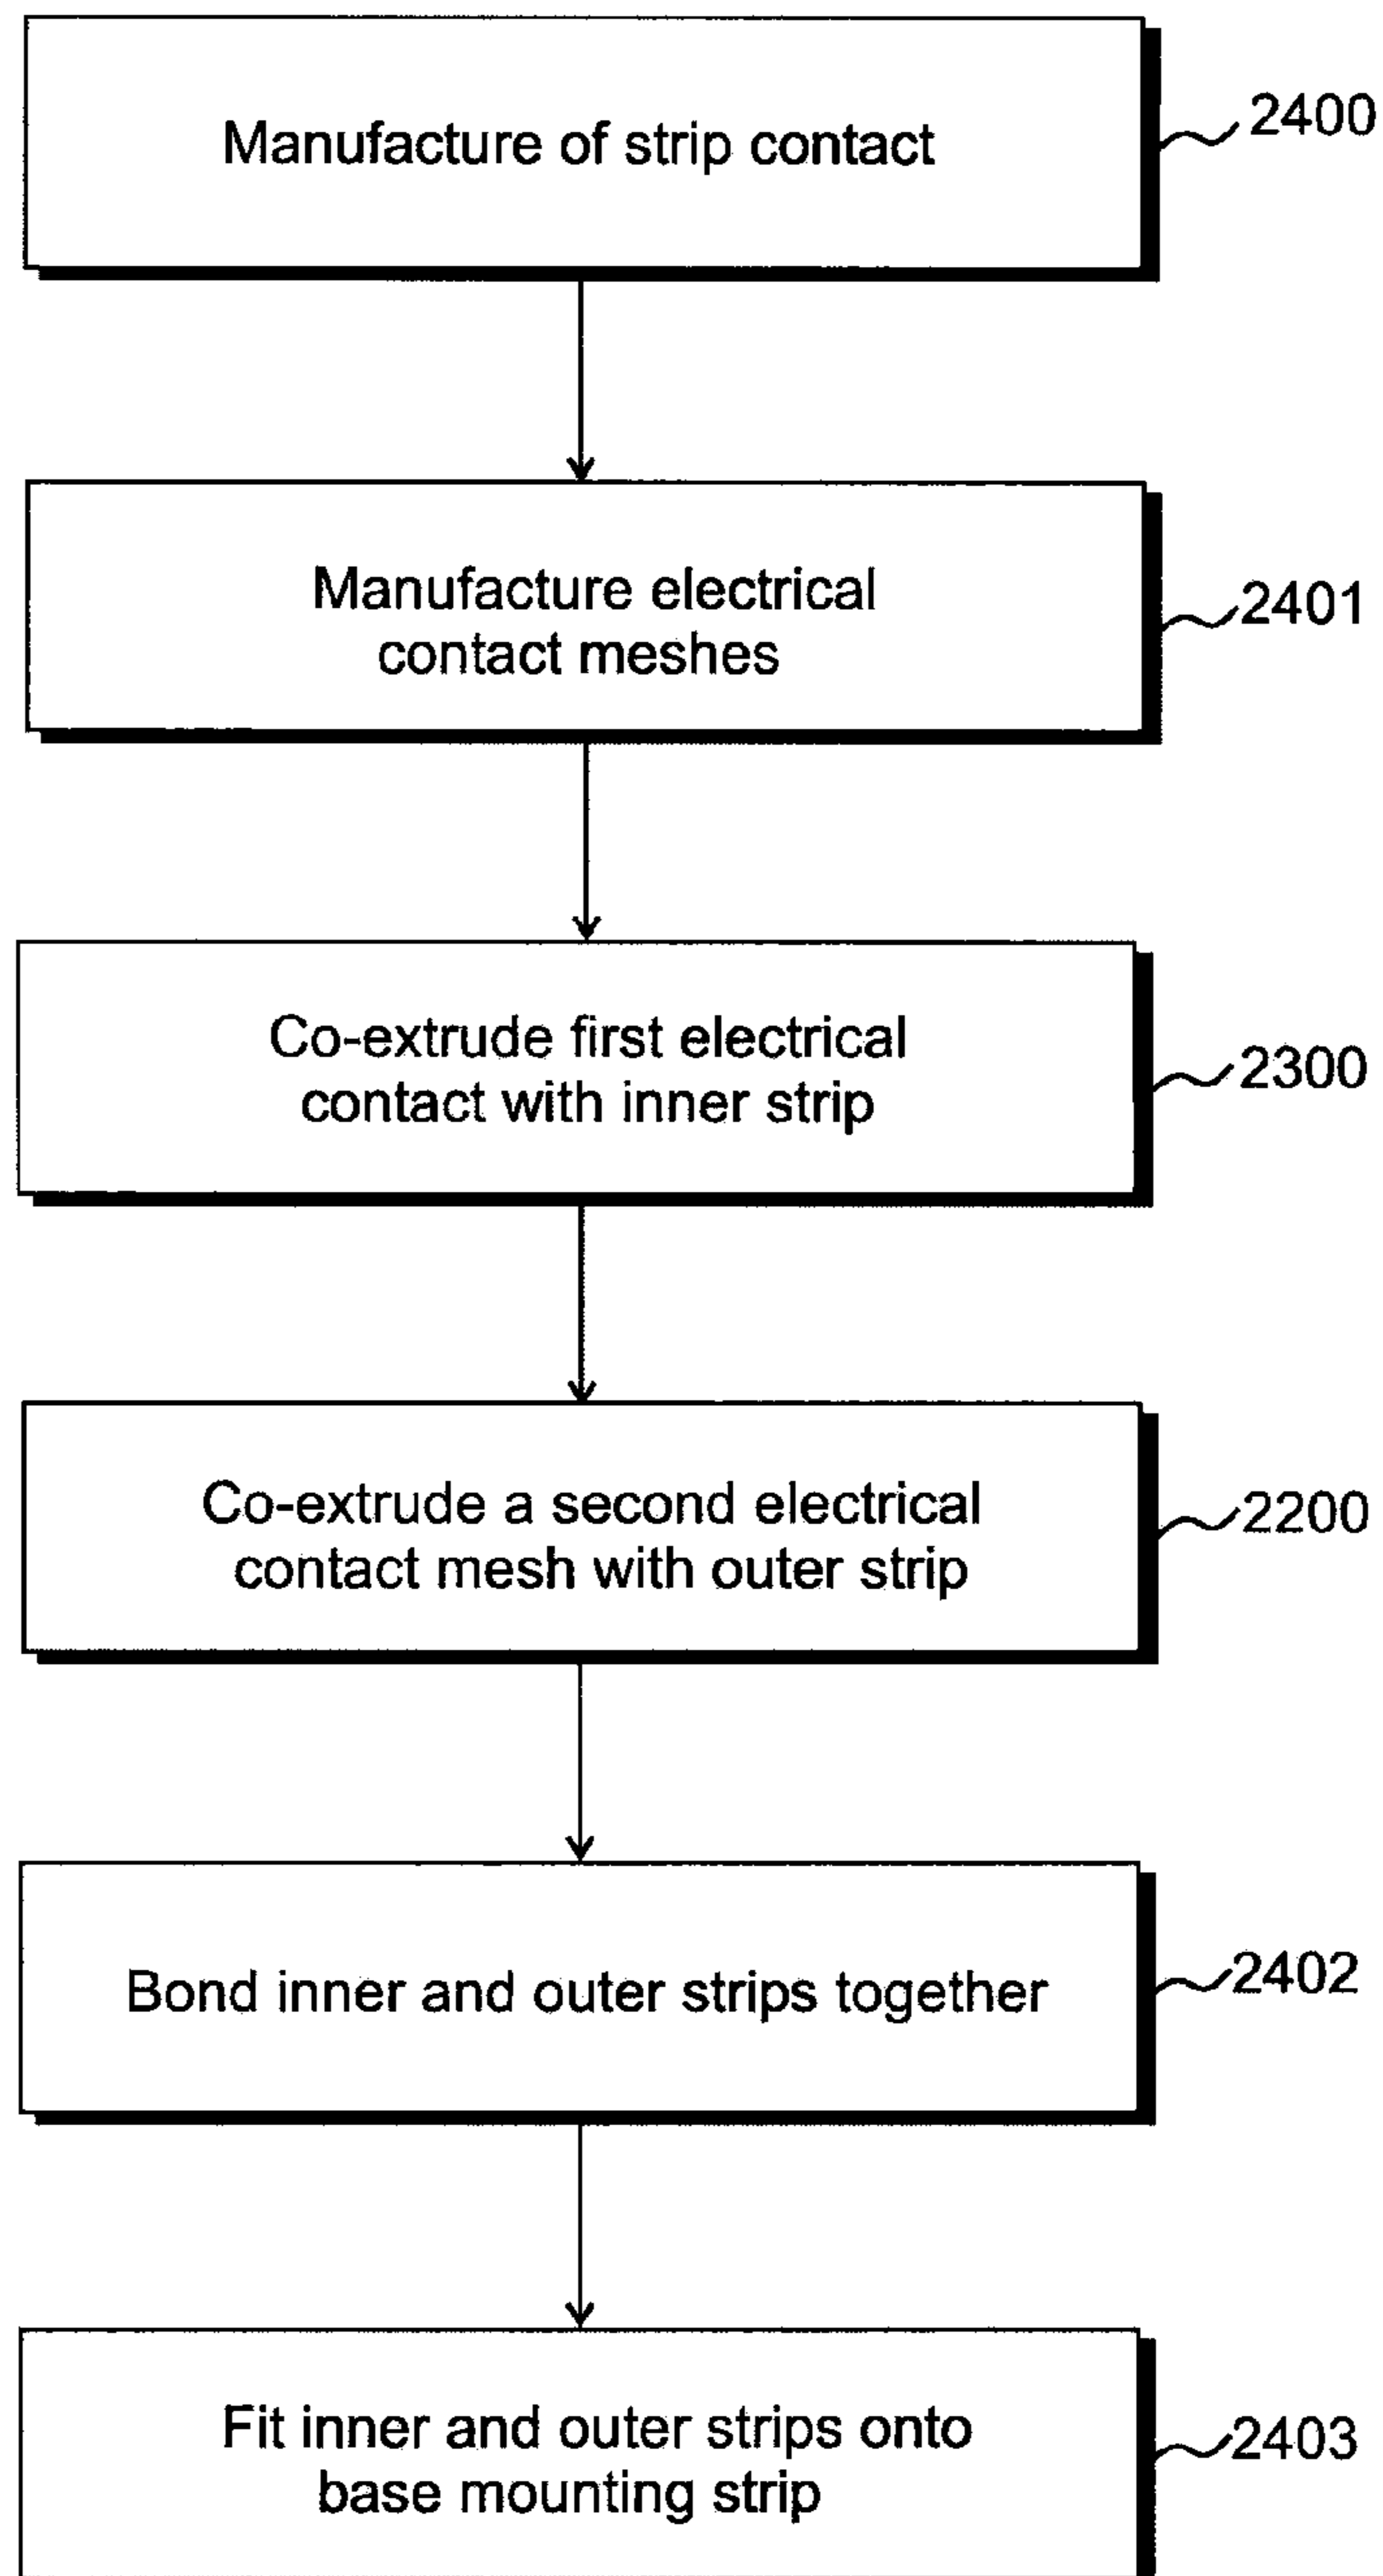 Manufacture of strip contact
2400
Manufacture electrical
contact meshes
2401
Co-extrude first electrical
contact with inner strip
2300
Co-extrude a second electrical
contact mesh with outer strip
2200
Bond inner and outer strips together
2402
Fit inner and outer strips onto
base mounting strip
2403